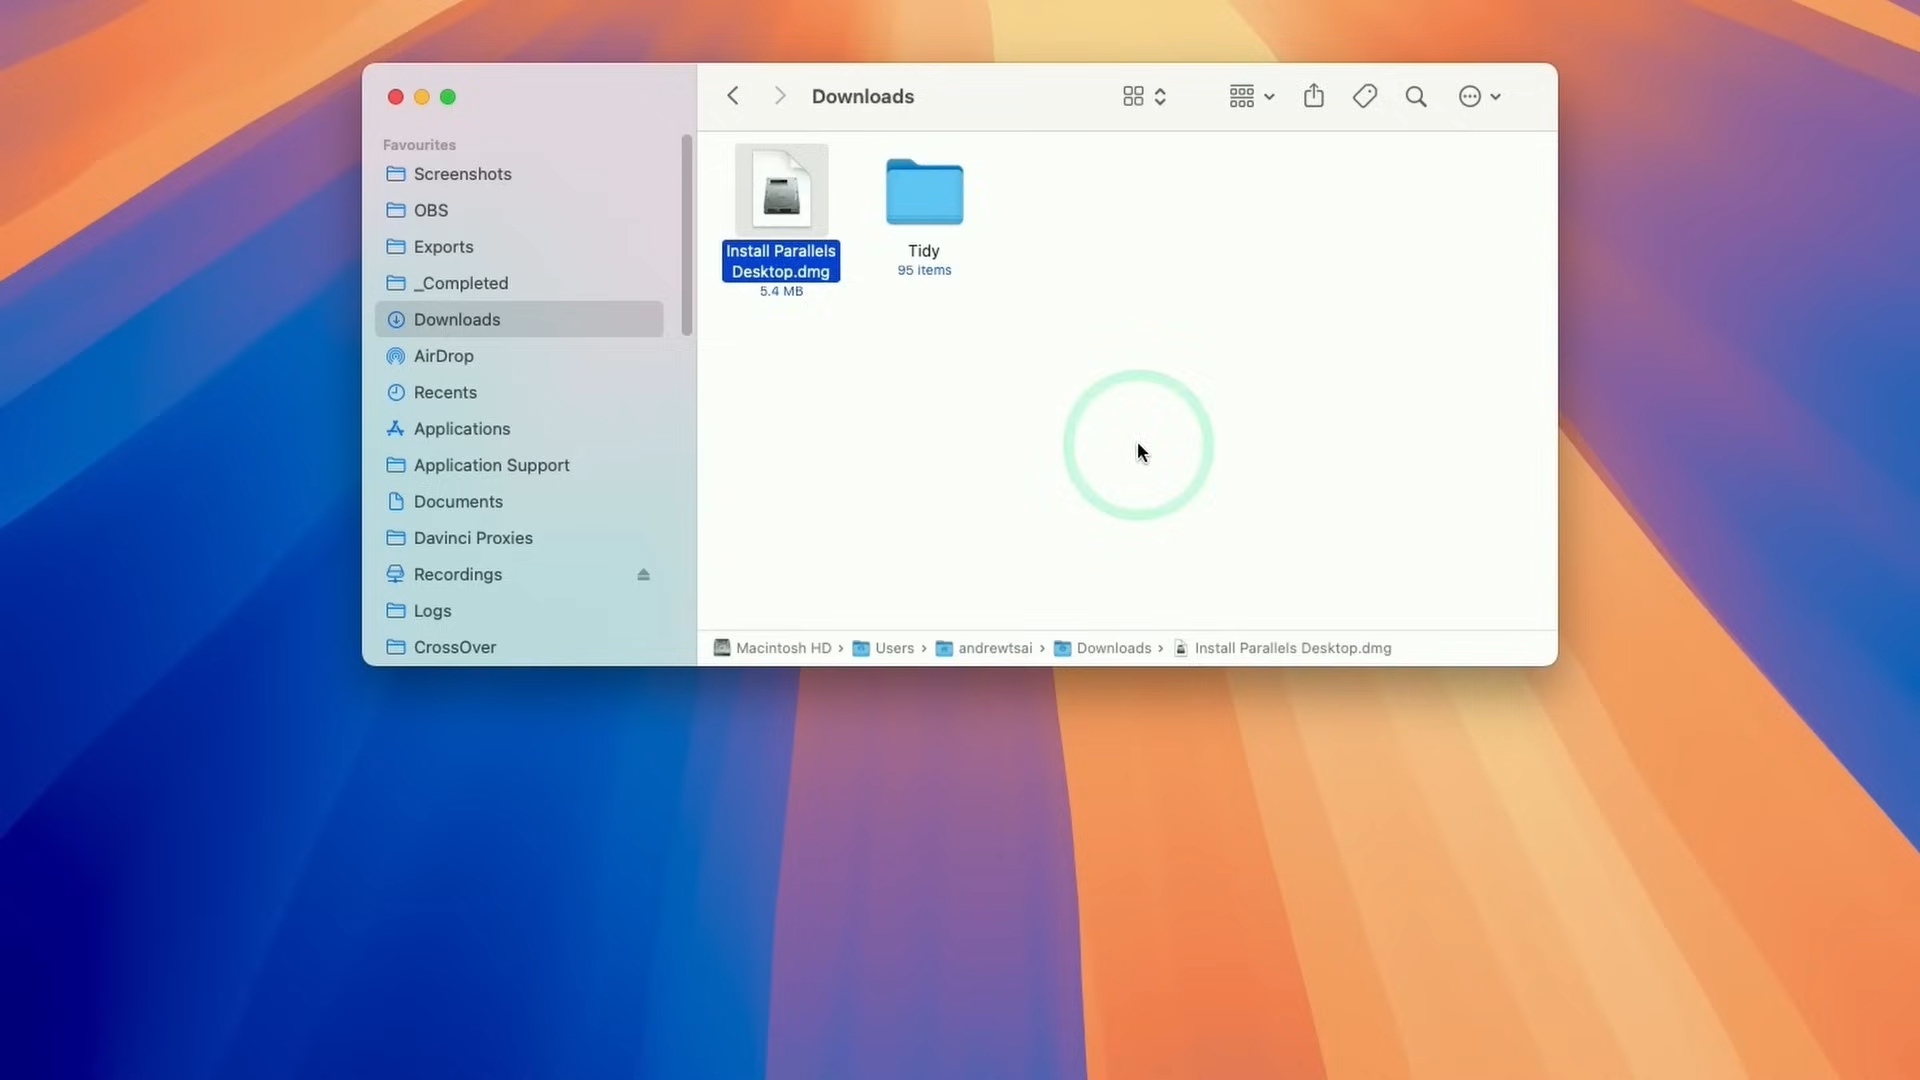 Downloads
Favourites
Screenshots
OBS
Exports
_Completed
Downloads
AirDrop
Recents
Applications
Application Support
Documents
Davinci Proxies
Recordings
Logs
CrossOver
Install Parallels
Desktop.dmg
5.4 MB
Tidy
95 items
Macintosh HD › Users › andrewtsai › Downloads › Install Parallels Desktop.dmg